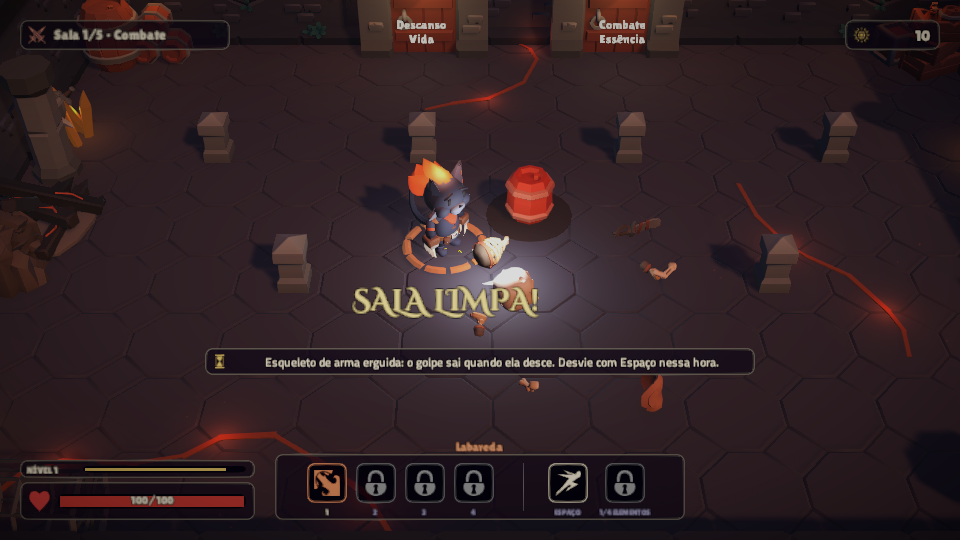 Descanso
Vida
Combate
Essência
Sala 1/5 - Combate
10
SALA LIMPA!
Esqueleto de arma erguida: o golpe sai quando ela desce. Desvie com Espaço nessa hora.
Labareda
NÍVEL 1
100/100
1
2
3
4
ESPAÇO
1/4 ELEMENTOS